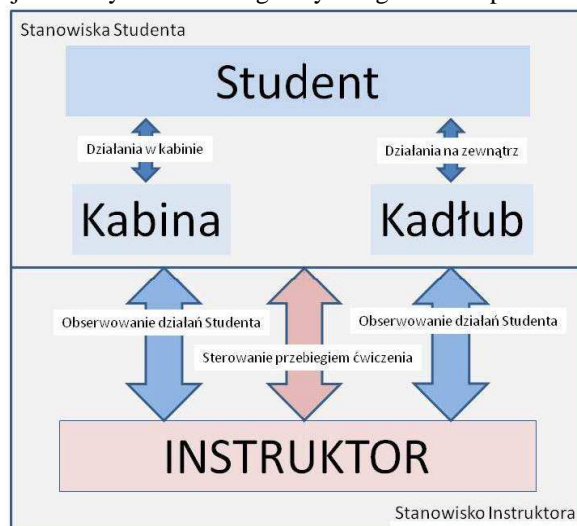 Stanowiska Studenta
Student
Działania w kabinie
Działania na zewnątrz
Kabina
Kadłub
Obserwowanie działań Studenta
Obserwowanie działań Studenta
Sterowanie przebiegiem ćwiczenia
INSTRUKTOR
Stanowisko Instruktora